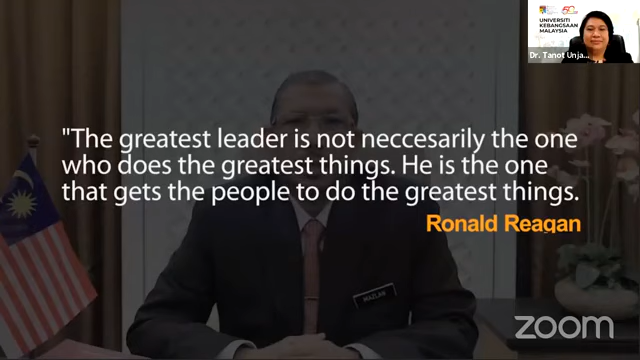 UNIVERSITI
KEBANGSAAN
MALAYSIA
Dr. Tanot Unja...
"The greatest leader is not neccesarily the one
who does the greatest things. He is the one
that gets the people to do the greatest things.
Ronald Reagan
MAZLAN
zoom